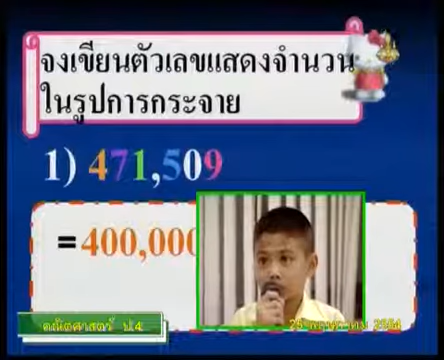 จงเขียนตัวเลขแสดงจำนวน
ในรูปการกระจาย
1) 471,509
= 400,000
คณิตศาสตร์ ป.4